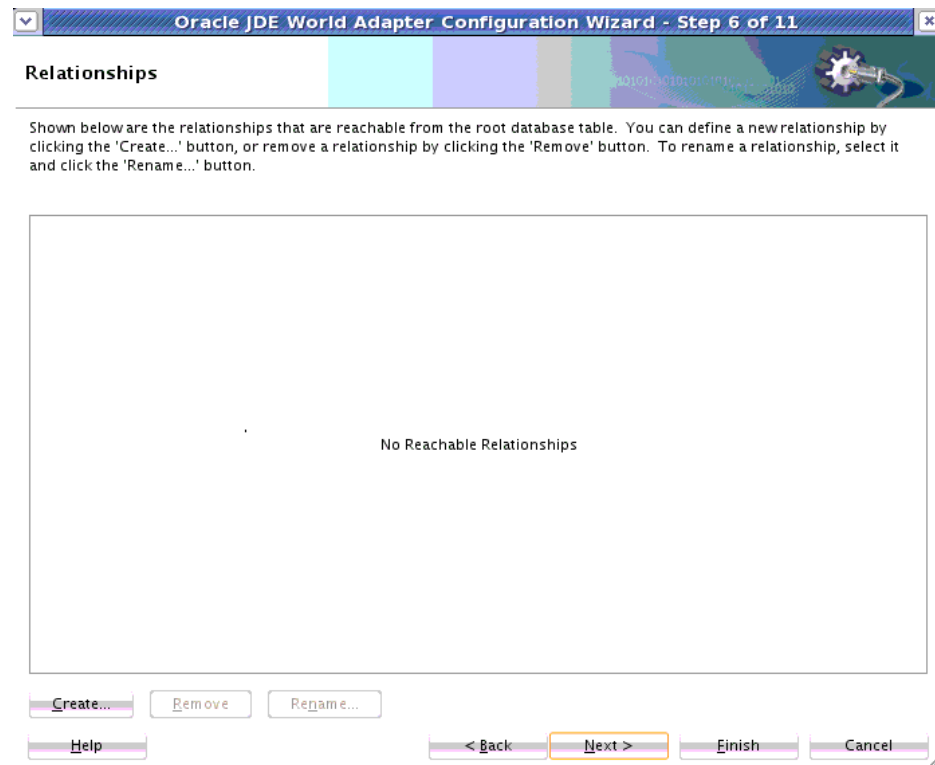 Oracle JDE World Adapter Configuration Wizard - Step 6 of 11
Relationships
Shown below are the relationships that are reachable from the root database table. You can define a new relationship by
clicking the 'Create...' button, or remove a relationship by clicking the 'Remove' button. To rename a relationship, select it
and click the 'Rename...' button.
No Reachable Relationships
Create... Remove Rename...
Help < Back Next > Finish Cancel